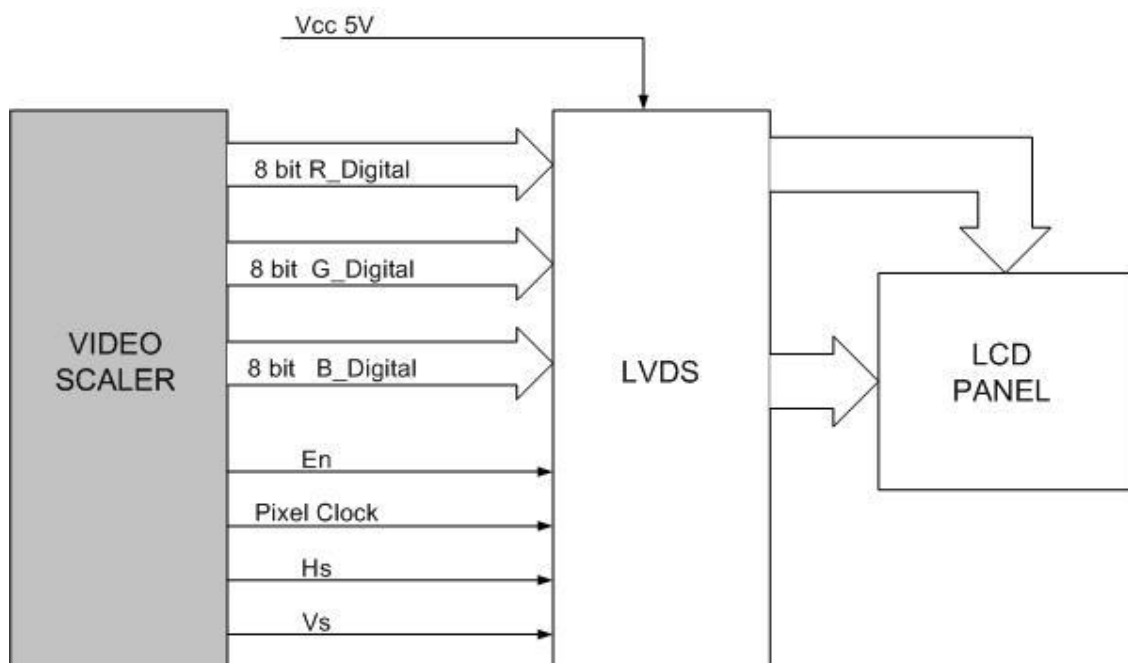 Vcc 5V
8 bit R_Digital
8 bit G_Digital
8 bit B_Digital
VIDEO
SCALER
LVDS
LCD
PANEL
En
Pixel Clock
Hs
Vs